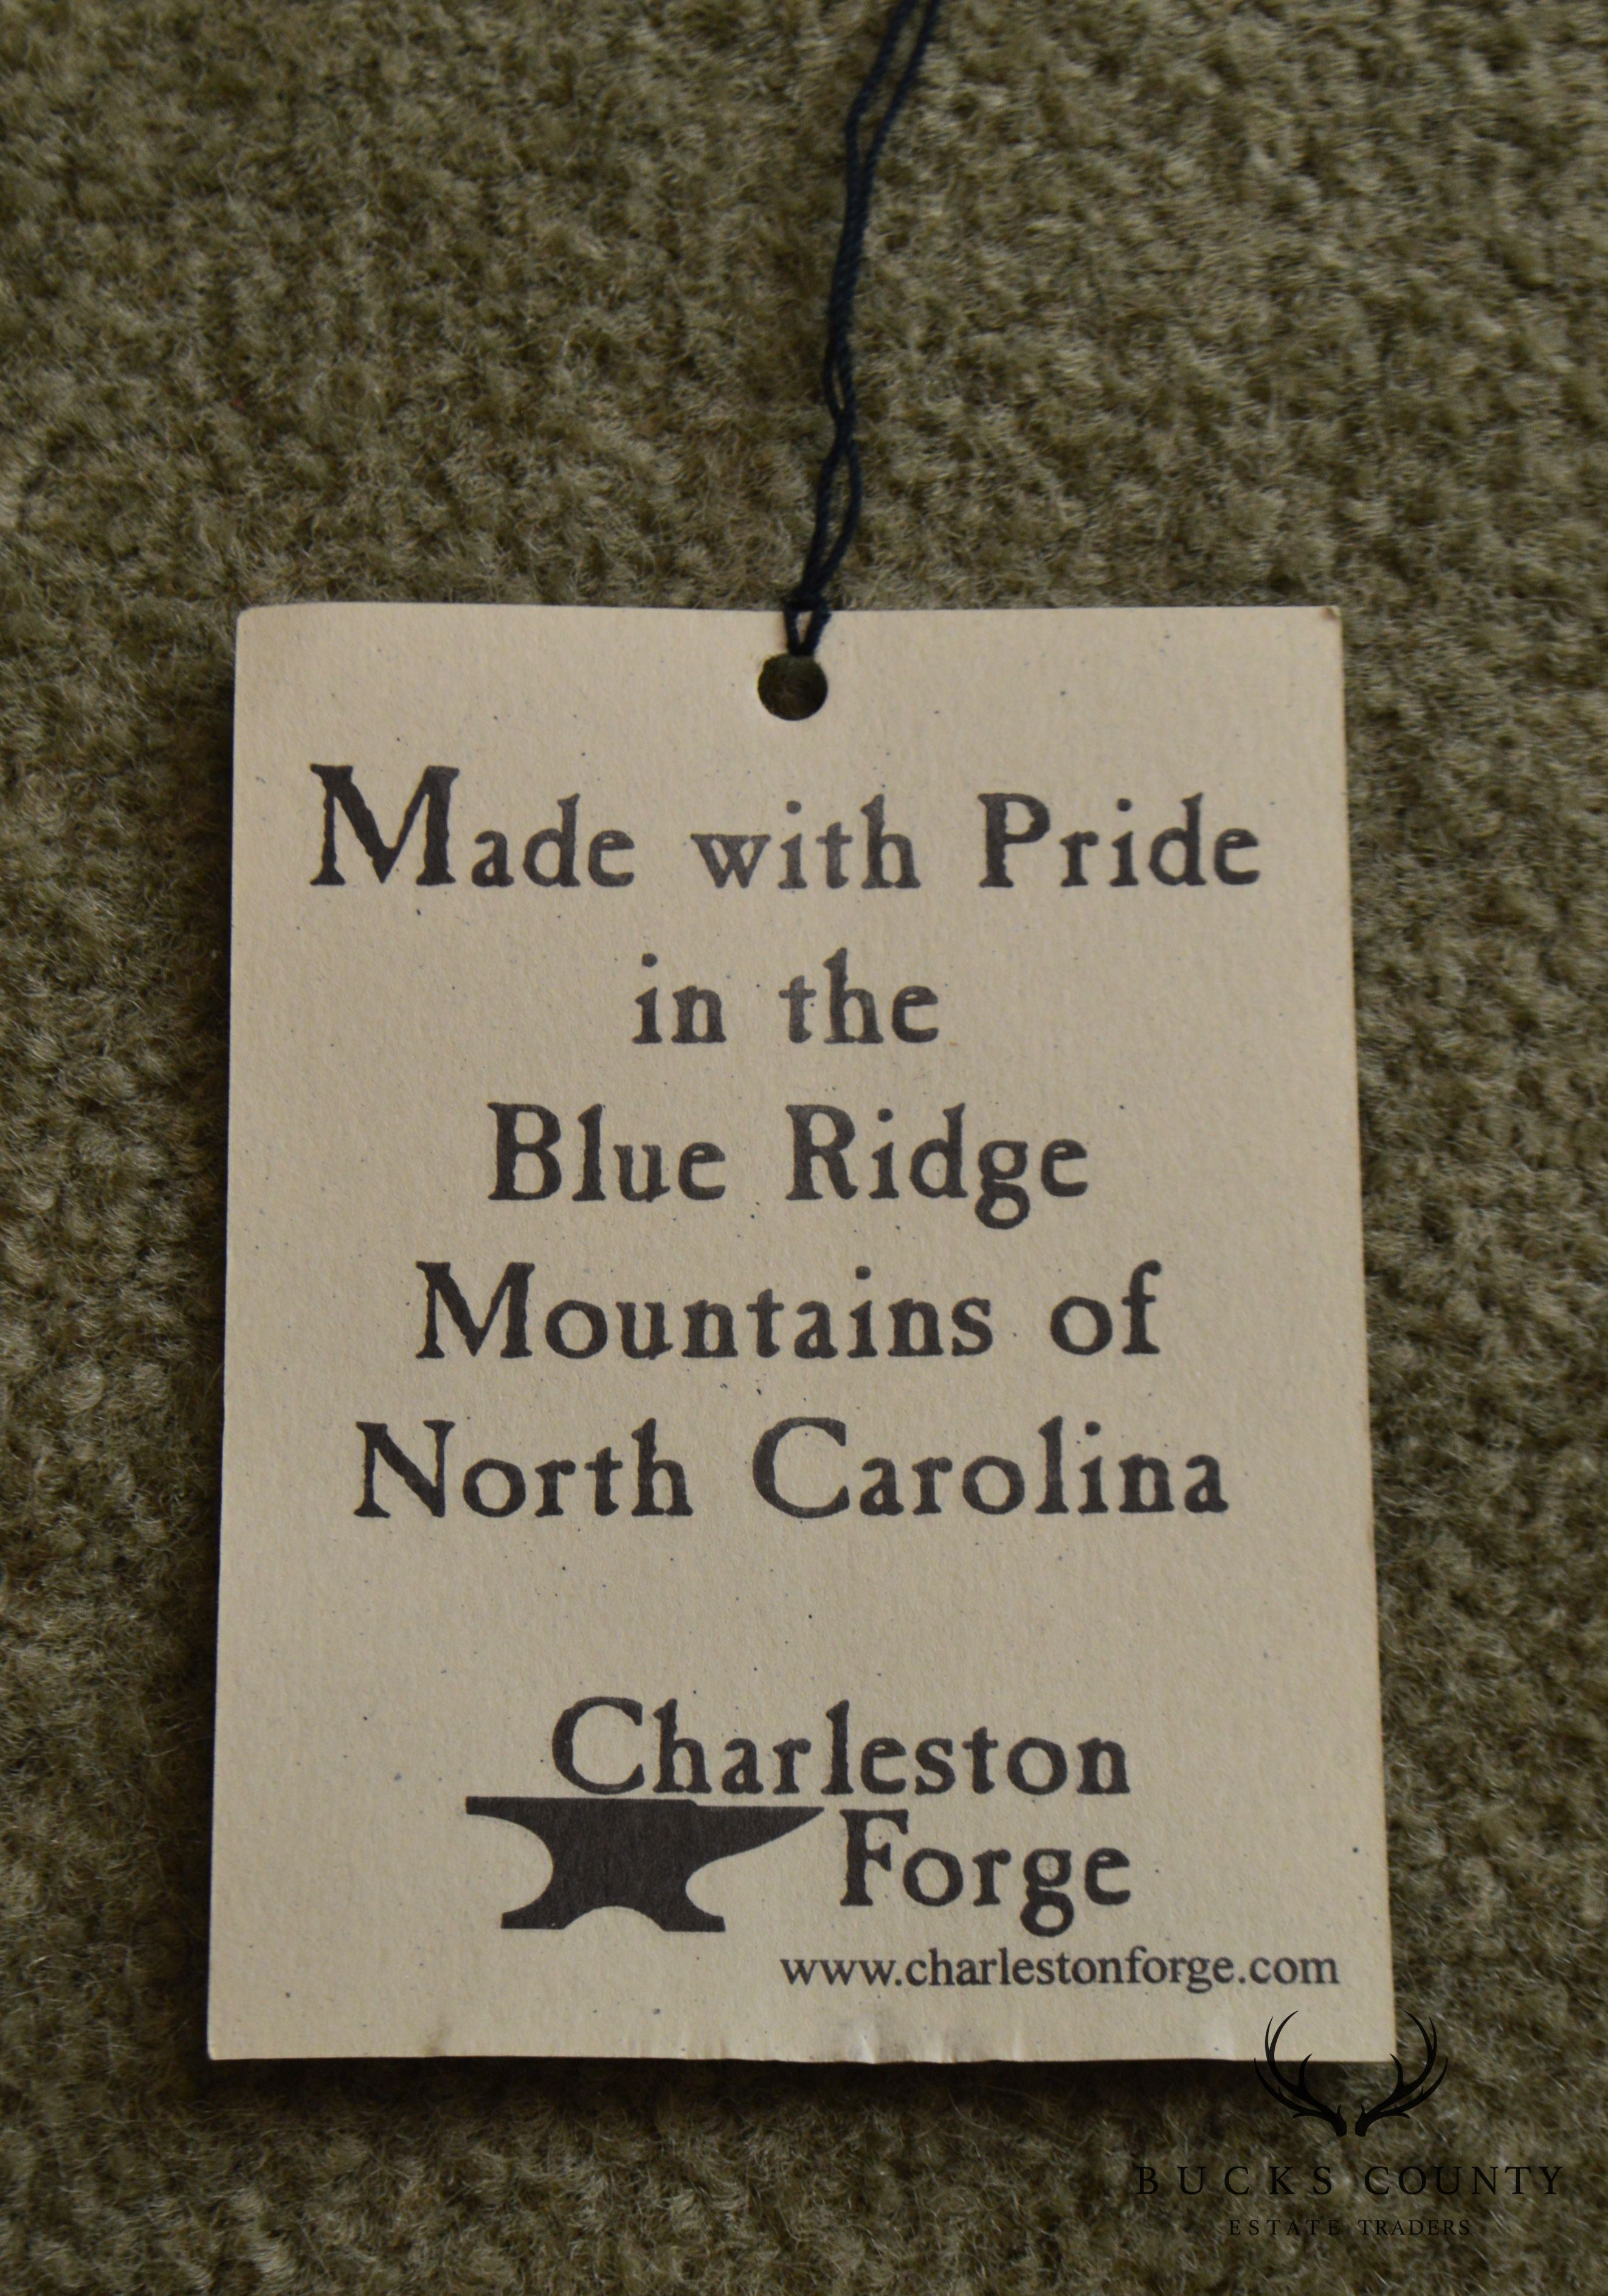 Made with Pride
in the
Blue Ridge
Mountains of
North Carolina
Charleston
Forge
www.charlestonforge.com
BUCKS COUNTY
ESTATE TRADERS